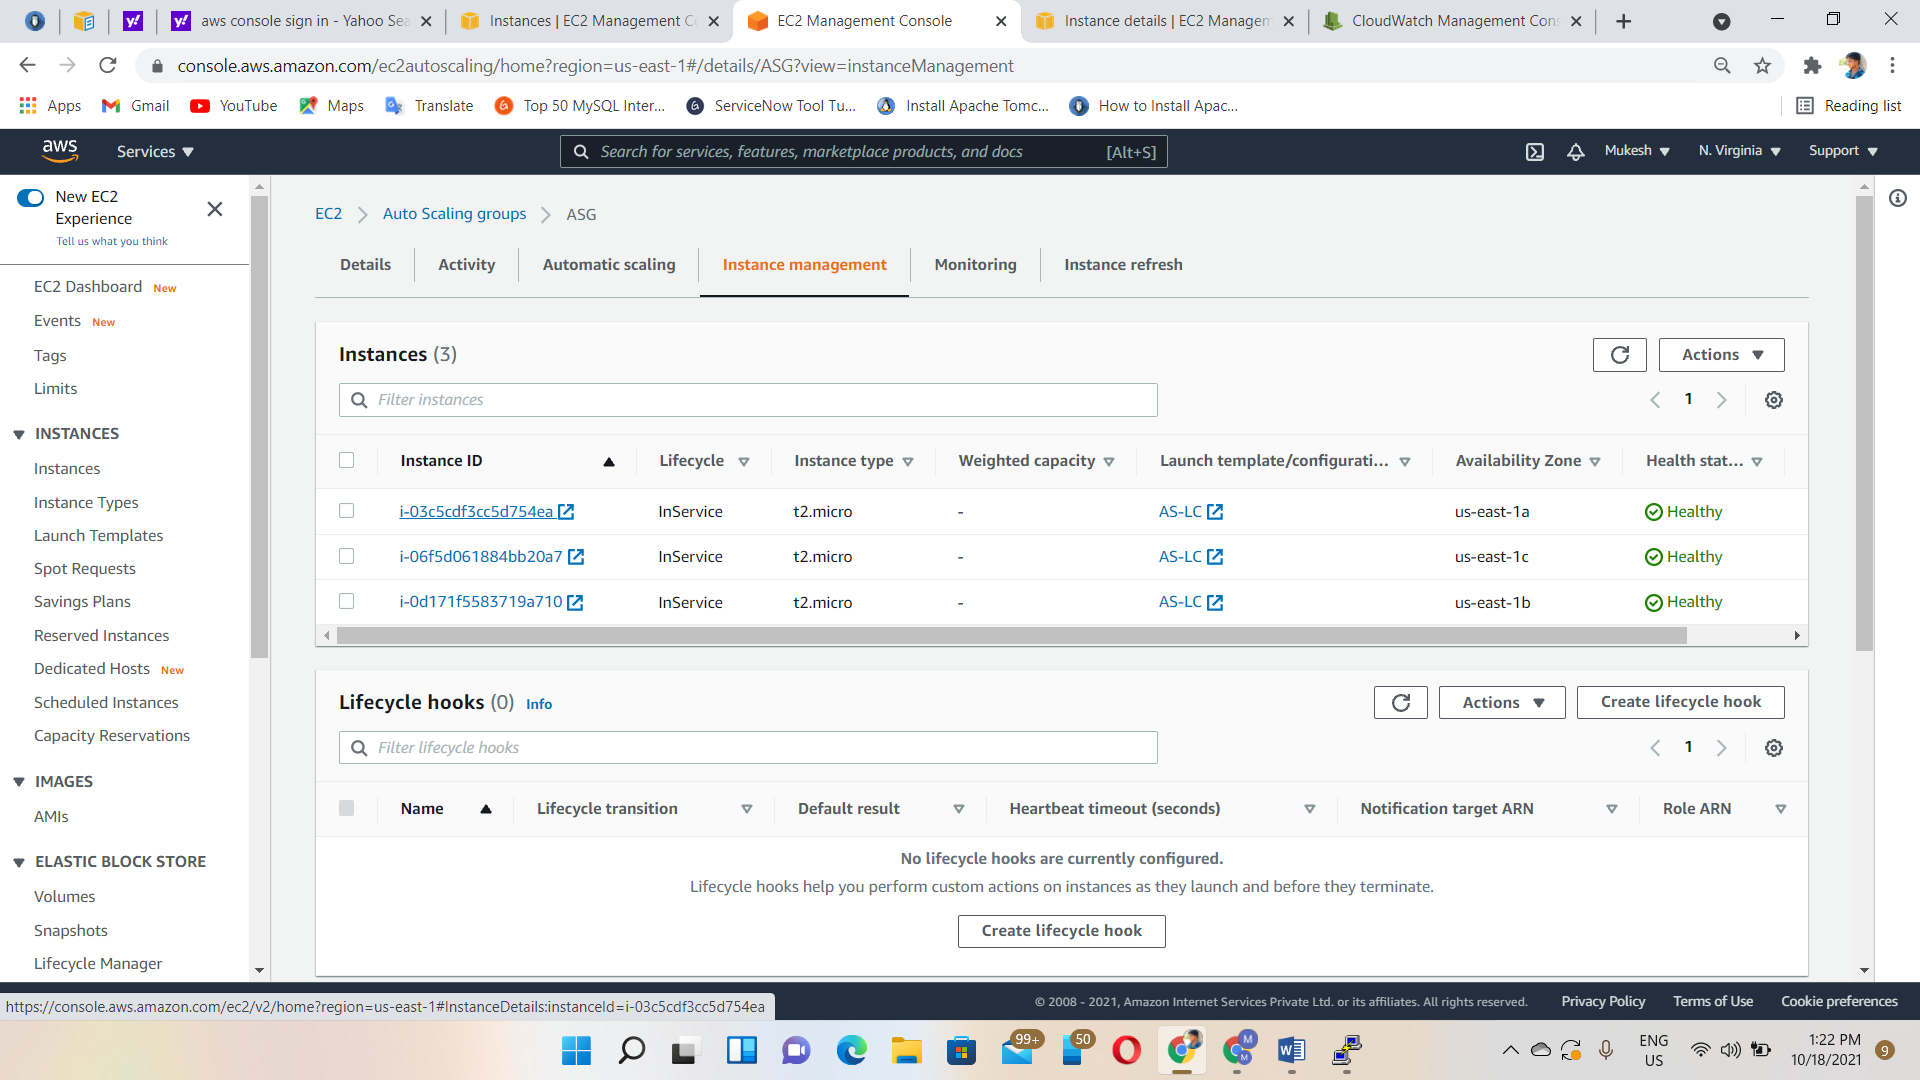 aws console sign in - Yahoo Sea
Instances | EC2 Management Co
EC2 Management Console
Instance details | EC2 Managem
CloudWatch Management Cons
console.aws.amazon.com/ec2autoscaling/home?region=us-east-1#/details/ASG?view=instanceManagement
Apps
Gmail
YouTube
Maps
Translate
Top 50 MySQL Inter...
ServiceNow Tool Tu...
Install Apache Tomc...
How to Install Apac...
Reading list
aws
Services
Search for services, features, marketplace products, and docs
[Alt+S]
Mukesh
N. Virginia
Support
New EC2
Experience
Tell us what you think
EC2 Dashboard New
Events New
Tags
Limits
INSTANCES
Instances
Instance Types
Launch Templates
Spot Requests
Savings Plans
Reserved Instances
Dedicated Hosts New
Scheduled Instances
Capacity Reservations
IMAGES
AMIs
ELASTIC BLOCK STORE
Volumes
Snapshots
Lifecycle Manager
EC2 > Auto Scaling groups > ASG
Details
Activity
Automatic scaling
Instance management
Monitoring
Instance refresh
Instances (3)
Actions
Filter instances
1
Instance ID Lifecycle Instance type Weighted capacity Launch template/configurati... Availability Zone Health stat...
i-03c5cdf3cc5d754ea InService t2.micro - AS-LC us-east-1a Healthy
i-06f5d061884bb20a7 InService t2.micro - AS-LC us-east-1c Healthy
i-0d171f5583719a710 InService t2.micro - AS-LC us-east-1b Healthy
Lifecycle hooks (0) Info
Actions
Create lifecycle hook
Filter lifecycle hooks
1
Name Lifecycle transition Default result Heartbeat timeout (seconds) Notification target ARN Role ARN
No lifecycle hooks are currently configured.
Lifecycle hooks help you perform custom actions on instances as they launch and before they terminate.
Create lifecycle hook
https://console.aws.amazon.com/ec2/v2/home?region=us-east-1#InstanceDetails:instanceId=i-03c5cdf3cc5d754ea
© 2008 - 2021, Amazon Internet Services Private Ltd. or its affiliates. All rights reserved.
Privacy Policy
Terms of Use
Cookie preferences
99+
50
M
M
ENG
US
1:22 PM
10/18/2021
9